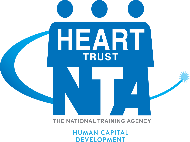 HEART
TRUST
NTA
THE NATIONAL TRAINING AGENCY
HUMAN CAPITAL
DEVELOPMENT